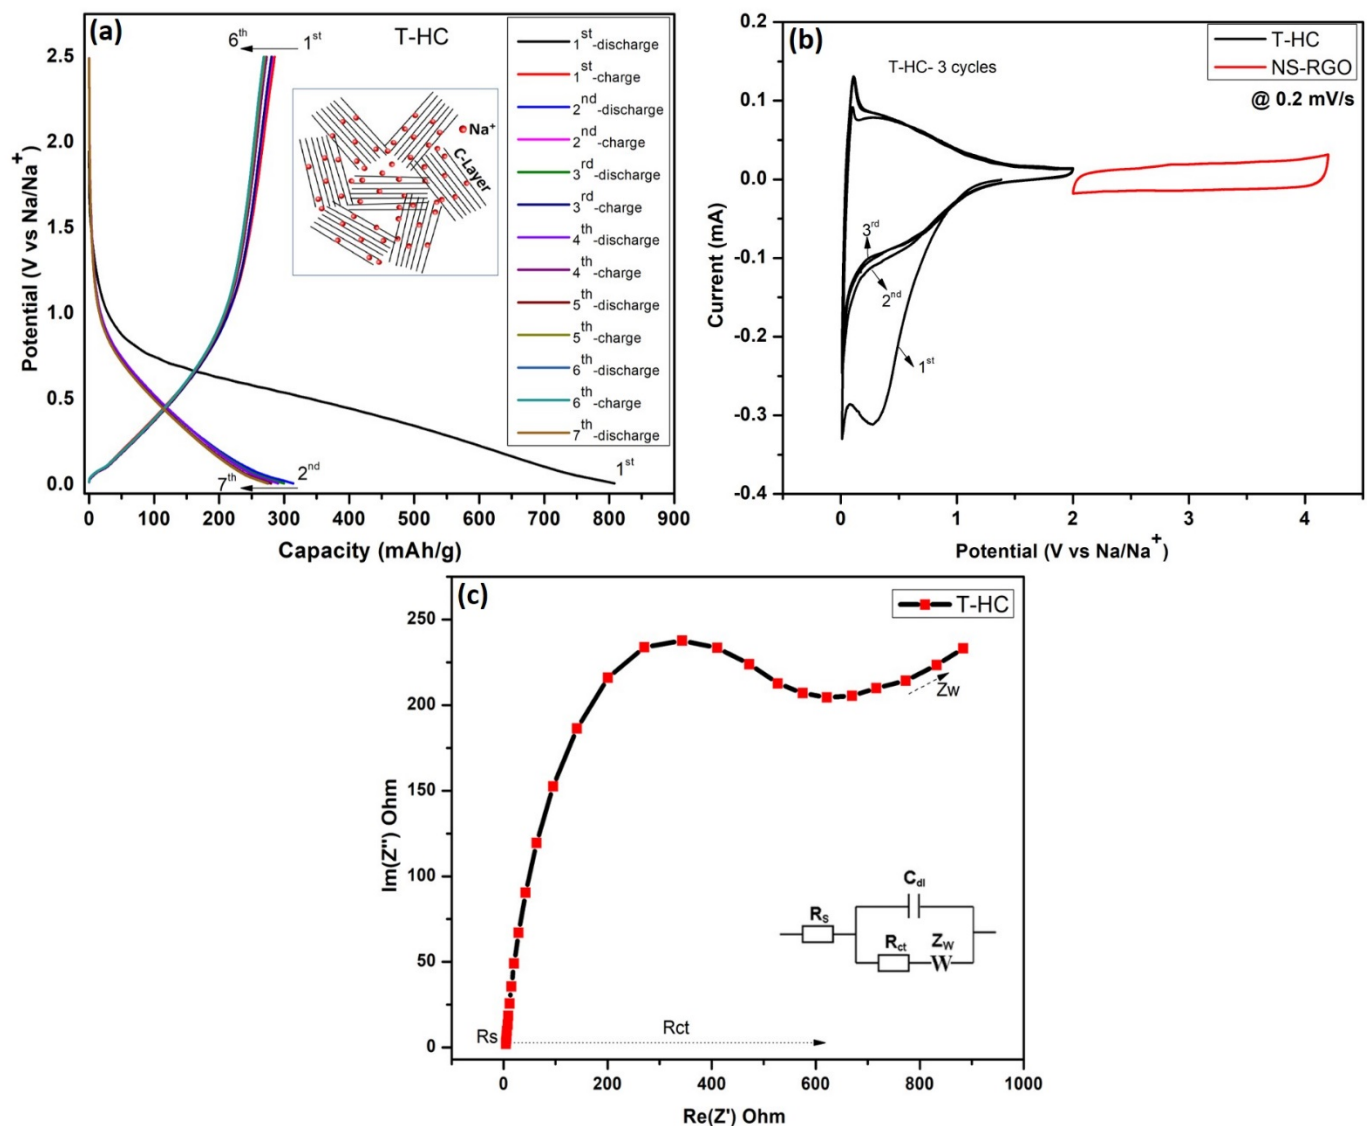 (a)
T-HC
6th
1st
2.5
2.0
1.5
1.0
0.5
0.0
Potential (V vs Na/Na+
Na+
C-Layer
1st-discharge
1st-charge
2nd-discharge
2nd-charge
3rd-discharge
3rd-charge
4th-discharge
4th-charge
5th-discharge
5th-charge
6th-discharge
6th-charge
7th-discharge
7th
2nd
1st
0 100 200 300 400 500 600 700 800 900
Capacity (mAh/g)
(b)
T-HC
NS-RGO
@ 0.2 mV/s
T-HC- 3 cycles
0.2
0.1
0.0
-0.1
-0.2
-0.3
-0.4
Current (mA)
3rd
2nd
1st
0 1 2 3 4
Potential (V vs Na/Na+)
(c)
T-HC
250
200
150
100
50
0
Im(Z") Ohm
Zw
Cdl
Rs
Rct
Zw
W
Rs
Rct
0 200 400 600 800 1000
Re(Z') Ohm